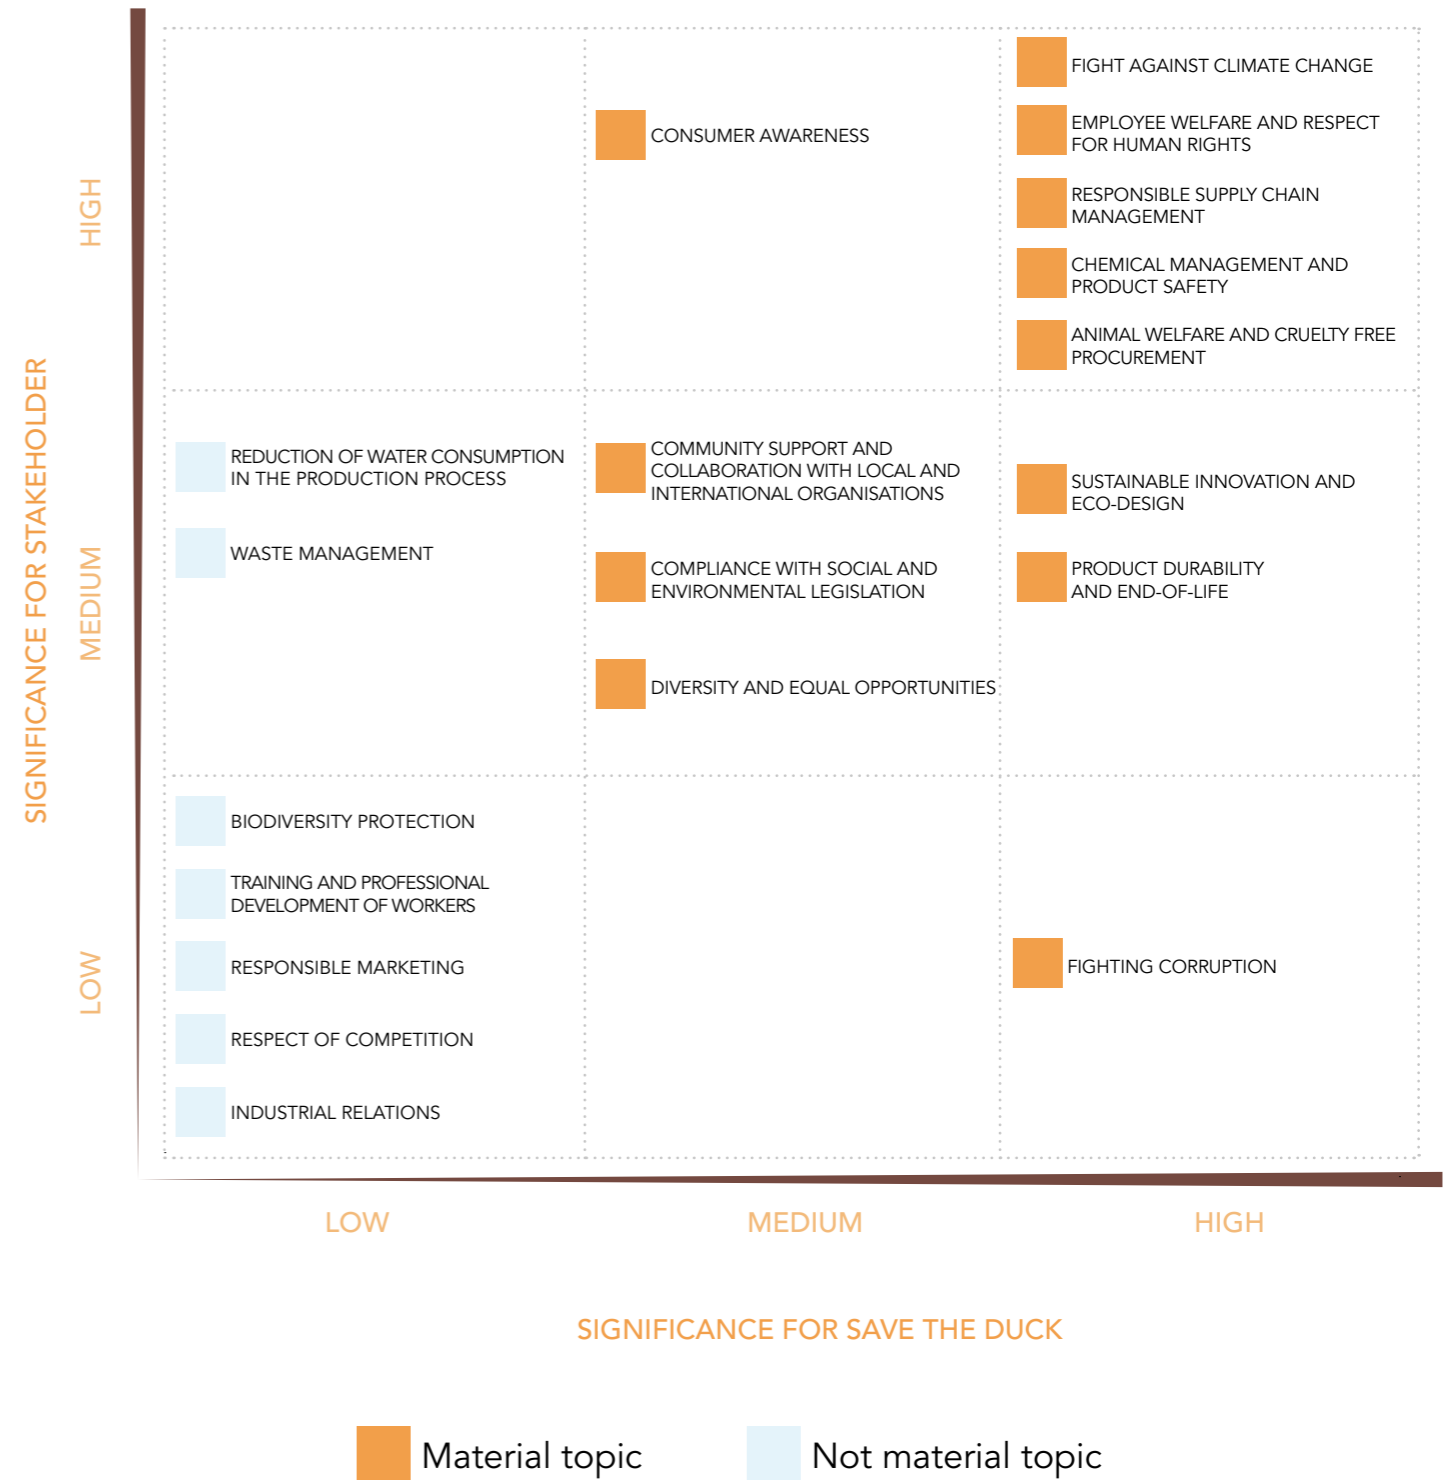 SIGNIFICANCE FOR STAKEHOLDER
HIGH
MEDIUM
LOW
CONSUMER AWARENESS
FIGHT AGAINST CLIMATE CHANGE
EMPLOYEE WELFARE AND RESPECT
FOR HUMAN RIGHTS
RESPONSIBLE SUPPLY CHAIN
MANAGEMENT
CHEMICAL MANAGEMENT AND
PRODUCT SAFETY
ANIMAL WELFARE AND CRUELTY FREE
PROCUREMENT
REDUCTION OF WATER CONSUMPTION
IN THE PRODUCTION PROCESS
WASTE MANAGEMENT
COMMUNITY SUPPORT AND
COLLABORATION WITH LOCAL AND
INTERNATIONAL ORGANISATIONS
COMPLIANCE WITH SOCIAL AND
ENVIRONMENTAL LEGISLATION
DIVERSITY AND EQUAL OPPORTUNITIES
SUSTAINABLE INNOVATION AND
ECO-DESIGN
PRODUCT DURABILITY
AND END-OF-LIFE
BIODIVERSITY PROTECTION
TRAINING AND PROFESSIONAL
DEVELOPMENT OF WORKERS
RESPONSIBLE MARKETING
RESPECT OF COMPETITION
INDUSTRIAL RELATIONS
FIGHTING CORRUPTION
LOW
MEDIUM
HIGH
SIGNIFICANCE FOR SAVE THE DUCK
Material topic
Not material topic